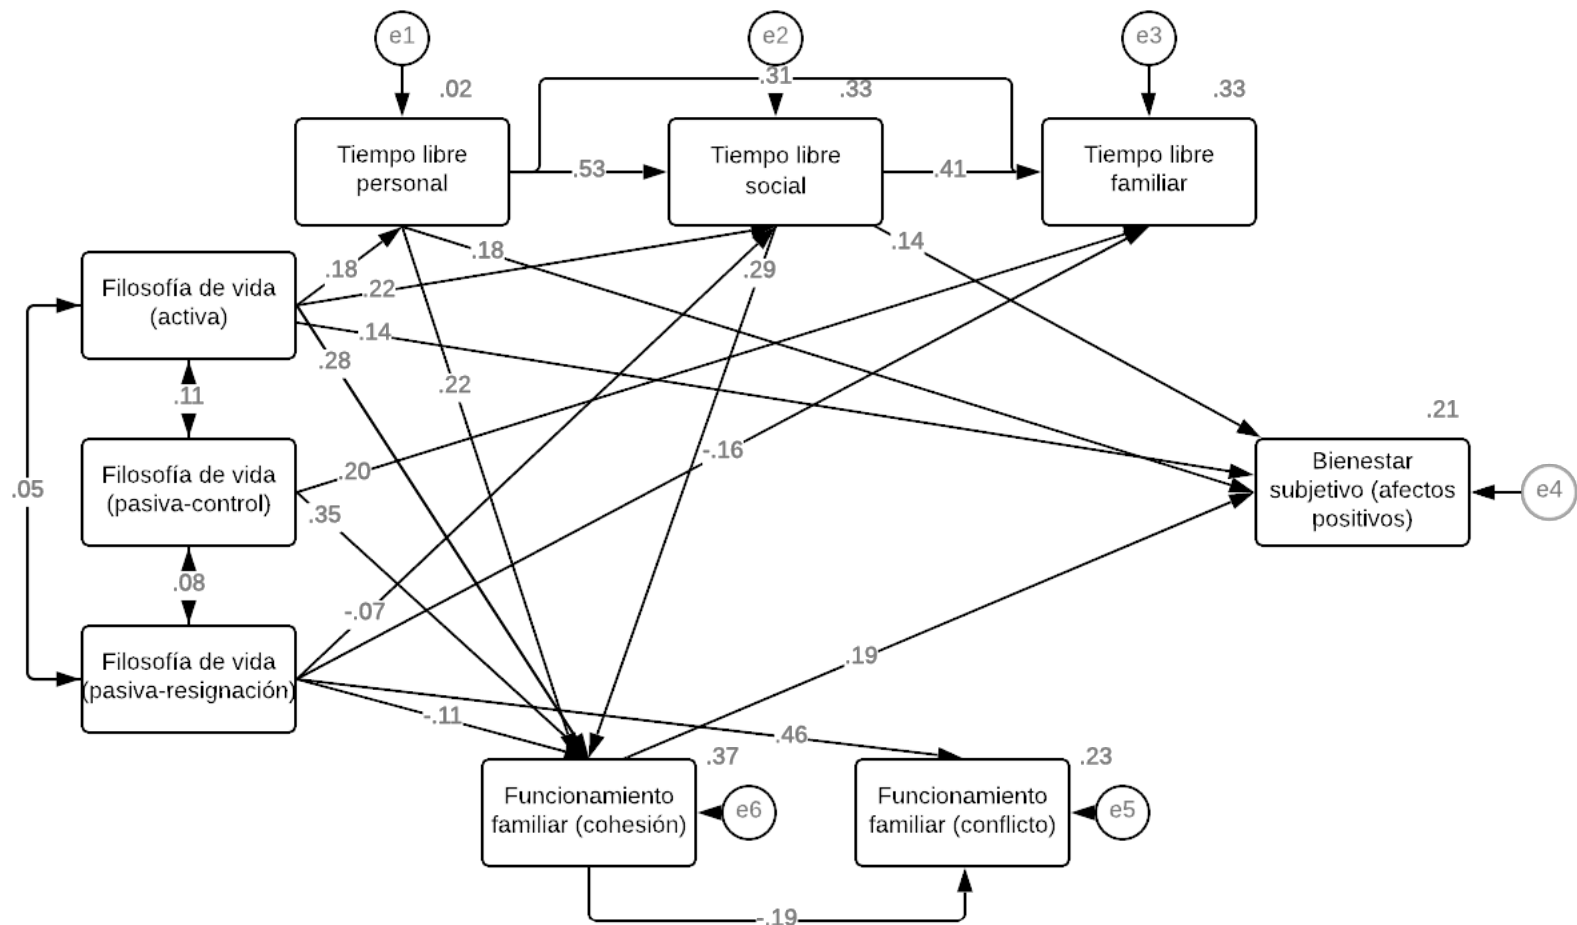 e1
e2
e3
.31
.02
.33
.33
Tiempo libre
personal
.53
Tiempo libre
social
.41
Tiempo libre
familiar
.18
.18
.22
.29
.14
Filosofía de vida
(activa)
.14
.28
.22
.11
.21
Filosofía de vida
(pasiva-control)
.20
.35
-.16
Bienestar
subjetivo (afectos
positivos)
e4
.05
.08
-.07
Filosofía de vida
(pasiva-resignación)
.19
-.11
.46
.37
.23
Funcionamiento
familiar (cohesión)
e6
Funcionamiento
familiar (conflicto)
e5
-.19